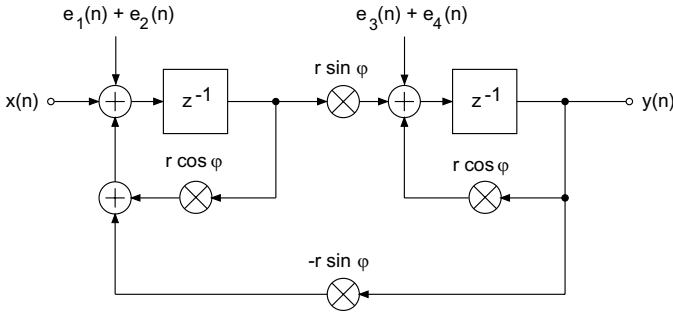 e₁(n) + e₂(n)
e₃(n) + e₄(n)
r sin φ
x(n)
z⁻¹
z⁻¹
y(n)
r cos φ
r cos φ
-r sin φ